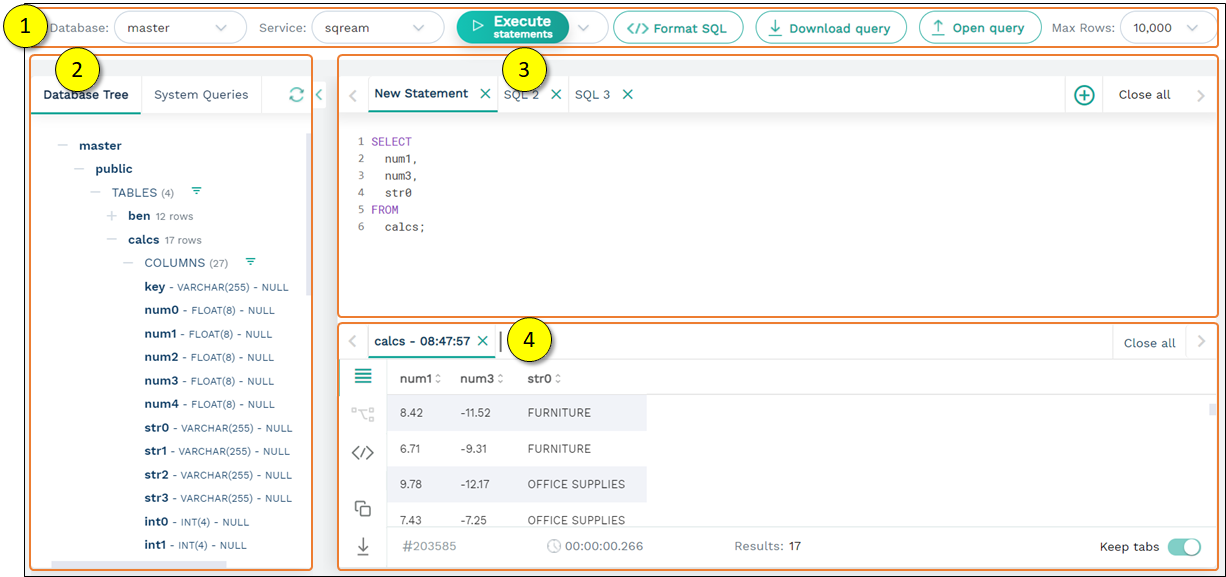 1
Database: master Service: sqream Execute statements </> Format SQL Download query Open query Max Rows: 10,000
2
Database Tree System Queries
master
public
TABLES (4)
ben 12 rows
calcs 17 rows
COLUMNS (27)
key - VARCHAR(255) - NULL
num0 - FLOAT(8) - NULL
num1 - FLOAT(8) - NULL
num2 - FLOAT(8) - NULL
num3 - FLOAT(8) - NULL
num4 - FLOAT(8) - NULL
str0 - VARCHAR(255) - NULL
str1 - VARCHAR(255) - NULL
str2 - VARCHAR(255) - NULL
str3 - VARCHAR(255) - NULL
int0 - INT(4) - NULL
int1 - INT(4) - NULL
3
New Statement SQL 2 SQL 3 Close all
1 SELECT
2 num1,
3 num3,
4 str0
5 FROM
6 calcs;
4
calcs - 08:47:57 Close all
num1 num3 str0
8.42 -11.52 FURNITURE
6.71 -9.31 FURNITURE
9.78 -12.17 OFFICE SUPPLIES
7.43 -7.25 OFFICE SUPPLIES
#203585 00:00:00.266 Results: 17 Keep tabs